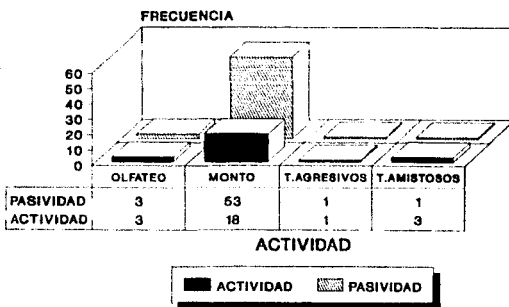 FRECUENCIA
60
50
40
30
20
10
0
OLFATEO MONTO T.AGRESIVOS T.AMISTOSOS
PASIVIDAD 3 53 1 1
ACTIVIDAD 3 18 1 3
ACTIVIDAD
ACTIVIDAD PASIVIDAD